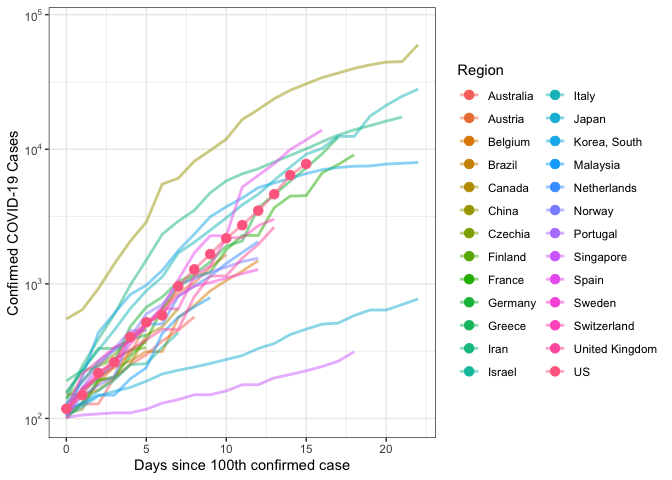 Confirmed COVID-19 Cases
10^5
10^4
10^3
10^2
0 5 10 15 20
Days since 100th confirmed case
Region
Australia
Austria
Belgium
Brazil
Canada
China
Czechia
Finland
France
Germany
Greece
Iran
Israel
Italy
Japan
Korea, South
Malaysia
Netherlands
Norway
Portugal
Singapore
Spain
Sweden
Switzerland
United Kingdom
US